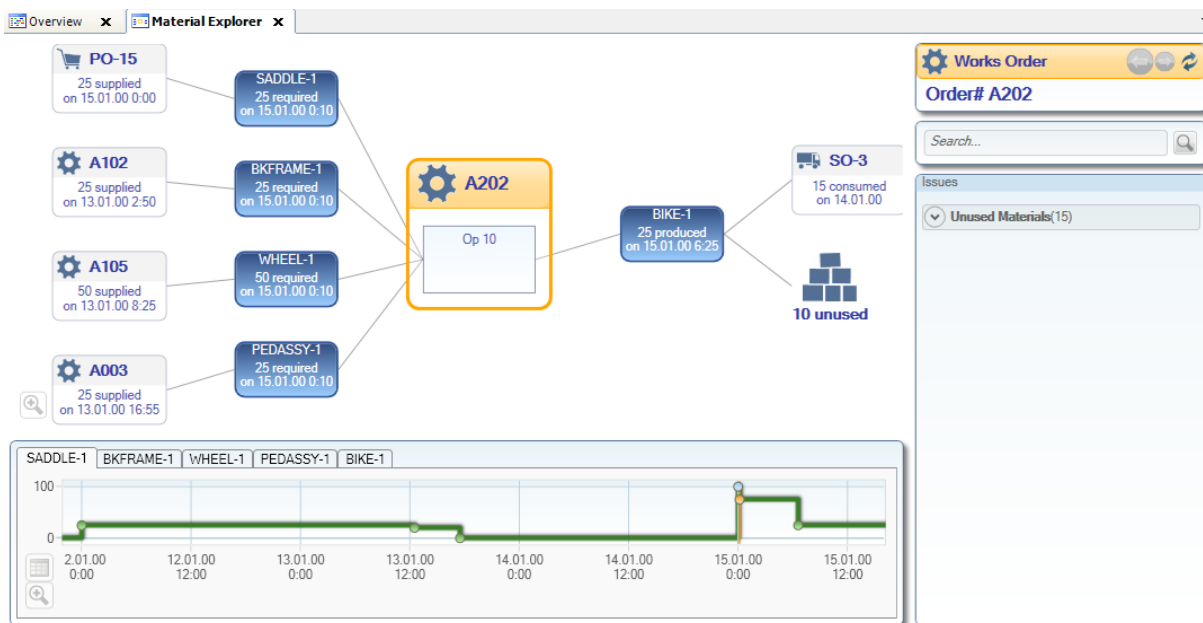 Overview x Material Explorer x
PO-15
25 supplied
on 15.01.00 0:00
A102
25 supplied
on 13.01.00 2:50
A105
50 supplied
on 13.01.00 8:25
A003
25 supplied
on 13.01.00 16:55
SADDLE-1
25 required
on 15.01.00 0:10
BKFRAME-1
25 required
on 15.01.00 0:10
WHEEL-1
50 required
on 15.01.00 0:10
PEDASSY-1
25 required
on 15.01.00 0:10
A202
Op 10
BIKE-1
25 produced
on 15.01.00 6:25
SO-3
15 consumed
on 14.01.00
10 unused
Works Order
Order# A202
Search...
Issues
Unused Materials(15)
SADDLE-1 BKFRAME-1 WHEEL-1 PEDASSY-1 BIKE-1
100
0
2.01.00 12.01.00 13.01.00 13.01.00 14.01.00 14.01.00 15.01.00 15.01.00
0:00 12:00 0:00 12:00 0:00 12:00 0:00 12:00